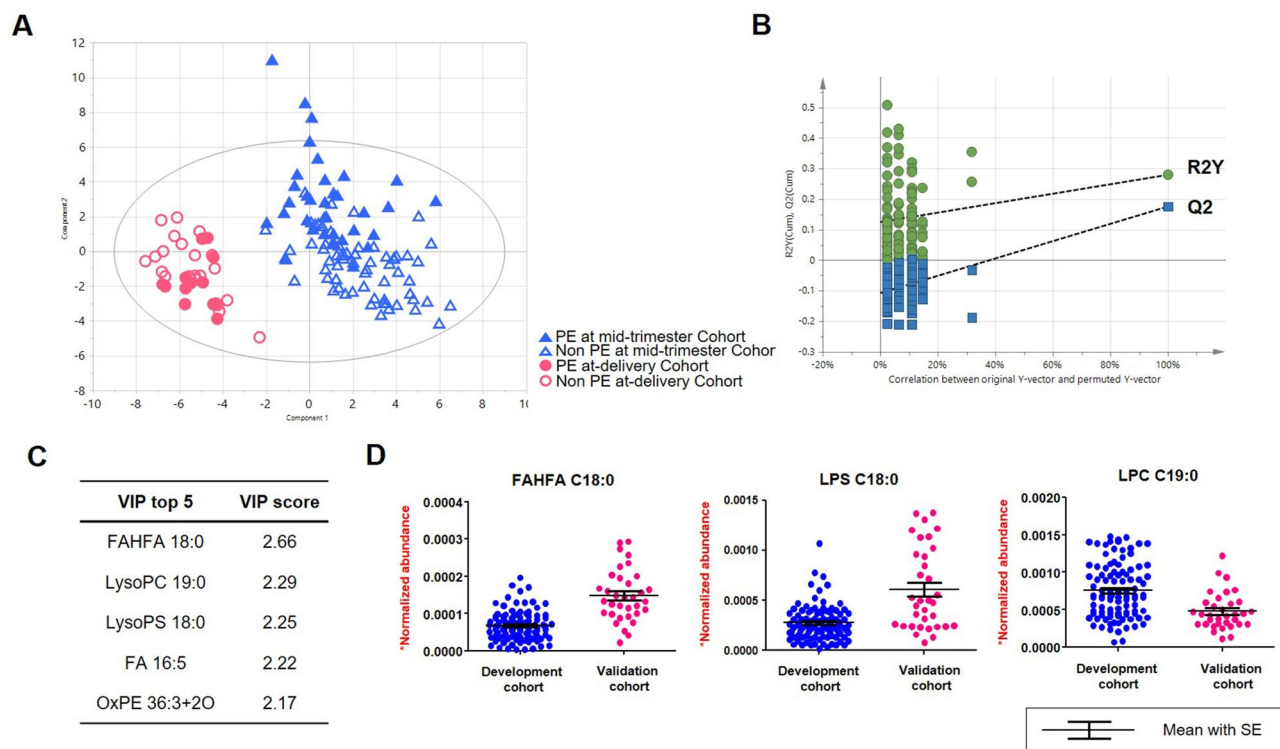 A
12
10
8
6
4
2
0
-2
-4
-6
-8
Component2
-10 -8 -6 -4 -2 0 2 4 6 8 1(
Component 1
PE at mid-trimester Cohort
Non PE at mid-trimester Cohor
PE at-delivery Cohort
Non PE at-delivery Cohort
B
0.5
0.4
0.3
0.2
0.1
0
-0.1
-0.2
-0.3
R2Y(Cum), Q2(Cum)
R2Y
Q2
-20% 0% 20% 40% 60% 80% 100%
Correlation between original Y-vector and permuted Y-vector
C
VIP top 5 VIP score
FAHFA 18:0 2.66
LysoPC 19:0 2.29
LysoPS 18:0 2.25
FA 16:5 2.22
OxPE 36:3+2O 2.17
D
FAHFA C18:0
*Normalized abundance
0.0004
0.0003
0.0002
0.0001
0.0000
Development
cohort
Validation
cohort
LPS C18:0
*Normalized abundance
0.0015
0.0010
0.0005
0.0000
Development
cohort
Validation
cohort
LPC C19:0
*Normalized abundance
0.0020
0.0015
0.0010
0.0005
0.0000
Development
cohort
Validation
cohort
Mean with SE